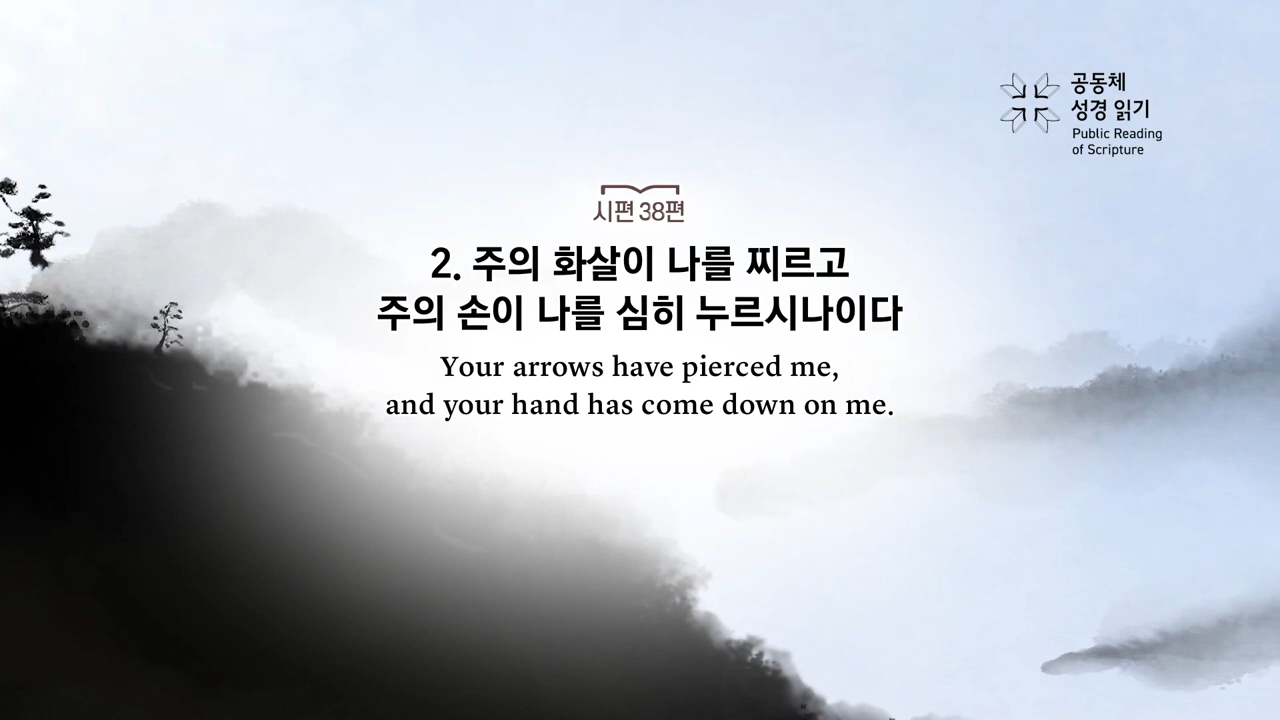 공동체
성경 읽기
Public Reading
of Scripture
시편 38편
2. 주의 화살이 나를 찌르고
주의 손이 나를 심히 누르시나이다
Your arrows have pierced me,
and your hand has come down on me.